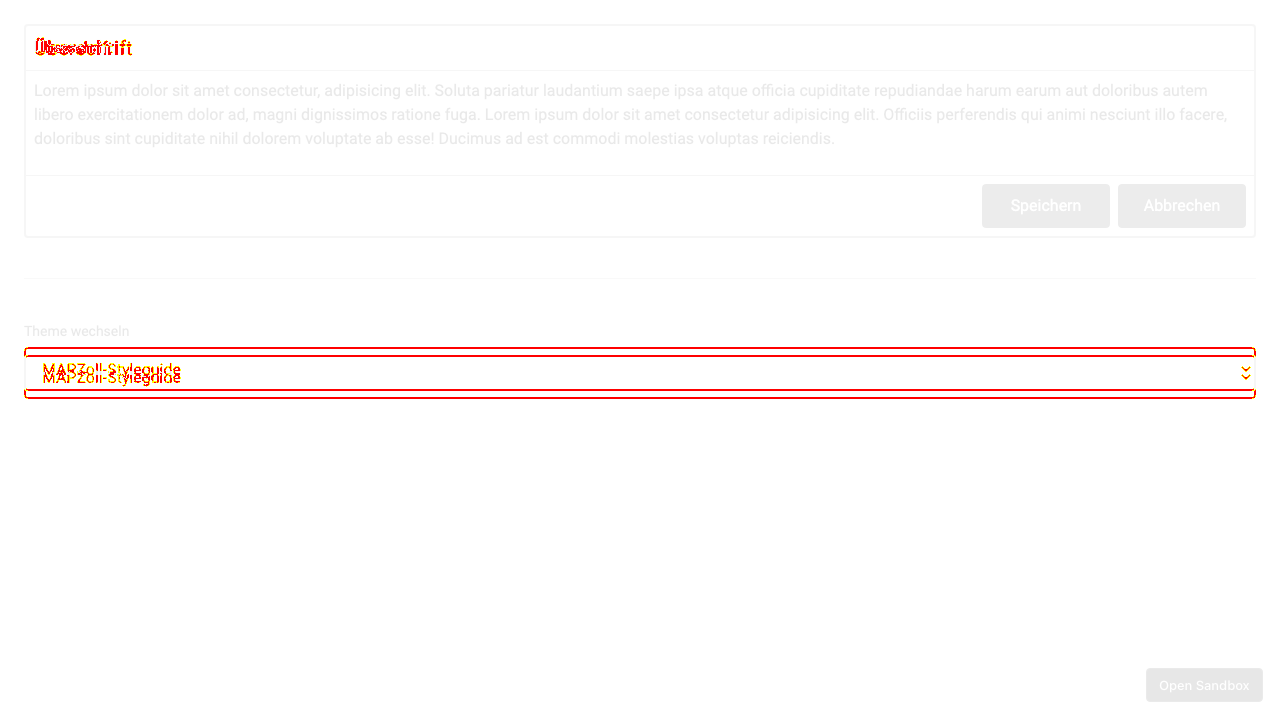 Überschrift
Lorem ipsum dolor sit amet consectetur, adipisicing elit. Soluta pariatur laudantium saepe ipsa atque officia cupiditate repudiandae harum earum aut doloribus autem
libero exercitationem dolor ad, magni dignissimos ratione fuga. Lorem ipsum dolor sit amet consectetur adipisicing elit. Officiis perferendis qui animi nesciunt illo facere,
doloribus sint cupiditate nihil dolorem voluptate ab esse! Ducimus ad est commodi molestias voluptas reiciendis.
Speichern Abbrechen
Theme wechseln
MAPZoll-Styleguide
MAPZoll-Styleguide
Open Sandbox